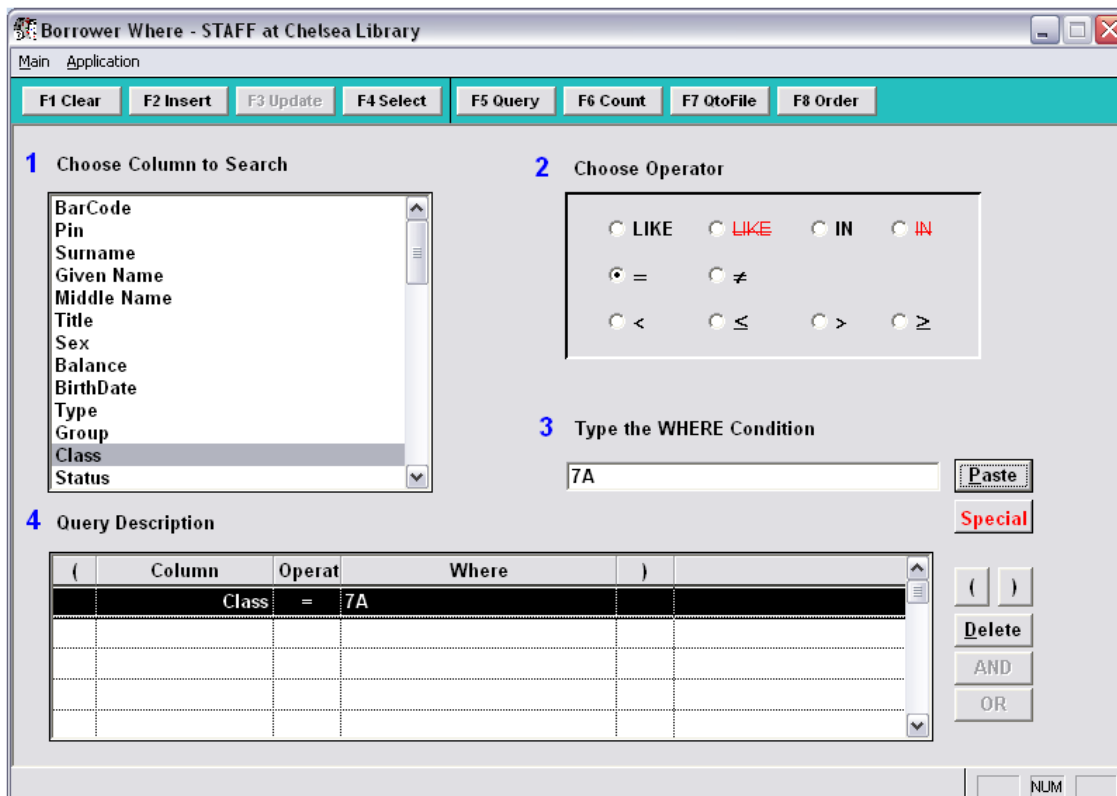 Borrower Where - STAFF at Chelsea Library
Main Application
F1 Clear F2 Insert F3 Update F4 Select F5 Query F6 Count F7 QtoFile F8 Order
1 Choose Column to Search
BarCode
Pin
Surname
Given Name
Middle Name
Title
Sex
Balance
BirthDate
Type
Group
Class
Status
2 Choose Operator
LIKE LIKE IN IN
= ≠
< ≤ > ≥
3 Type the WHERE Condition
7A Paste
Special
4 Query Description
( Column Operat Where )
Class = 7A
( )
Delete
AND
OR
NUM